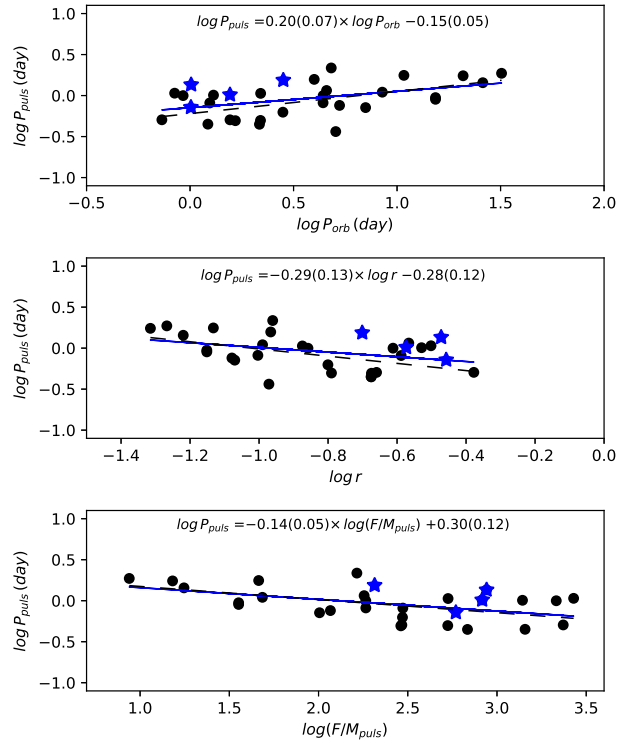 log P_puls = 0.20(0.07) × log P_orb − 0.15(0.05)
log P_puls (day)
1.0
0.5
0.0
−0.5
−1.0
−0.5 0.0 0.5 1.0 1.5 2.0
log P_orb (day)
log P_puls = −0.29(0.13) × log r − 0.28(0.12)
log P_puls (day)
1.0
0.5
0.0
−0.5
−1.0
−1.4 −1.2 −1.0 −0.8 −0.6 −0.4 −0.2 0.0
log r
log P_puls = −0.14(0.05) × log(F/M_puls) + 0.30(0.12)
log P_puls (day)
1.0
0.5
0.0
−0.5
−1.0
1.0 1.5 2.0 2.5 3.0 3.5
log(F/M_puls)